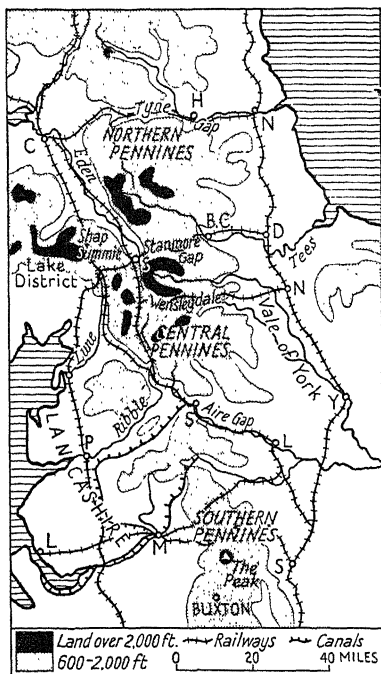 H
Tyne Gap
N
C
NORTHERN PENNINES
Eden
B.C
D
Shap Summit
Stanmore Gap
S
Tees
Lake District
Wensleydale
N
Vale of York
CENTRAL PENNINES
Lune
Ribble
Aire Gap
Y
S
L
P
LANCASHIRE
SOUTHERN PENNINES
L
M
The Peak
S
BUXTON
Land over 2,000 ft. Railways Canals
600-2,000 ft 0 20 40 MILES